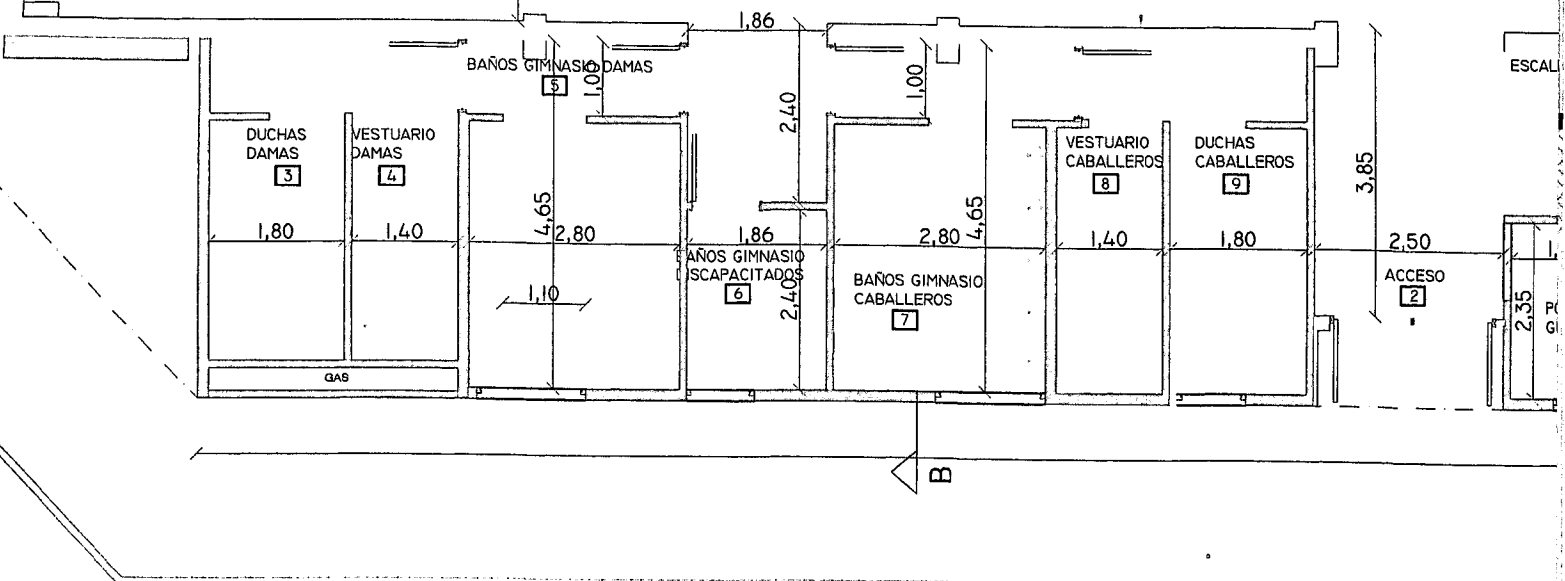 1,86
ESCAL
BAÑOS GIMNASIO DAMAS
5
1,00
1,00
2,40
DUCHAS
DAMAS
3
VESTUARIO
DAMAS
4
VESTUARIO
CABALLEROS
8
DUCHAS
CABALLEROS
9
3,85
4,65
4,65
1,80
1,40
2,80
1,86
2,80
1,40
1,80
2,50
AÑOS GIMNASIO
ISCAPACITADOS
6
2,40
BAÑOS GIMNASIO
CABALLEROS
7
ACCESO
2
2,35
1,10
GAS
B